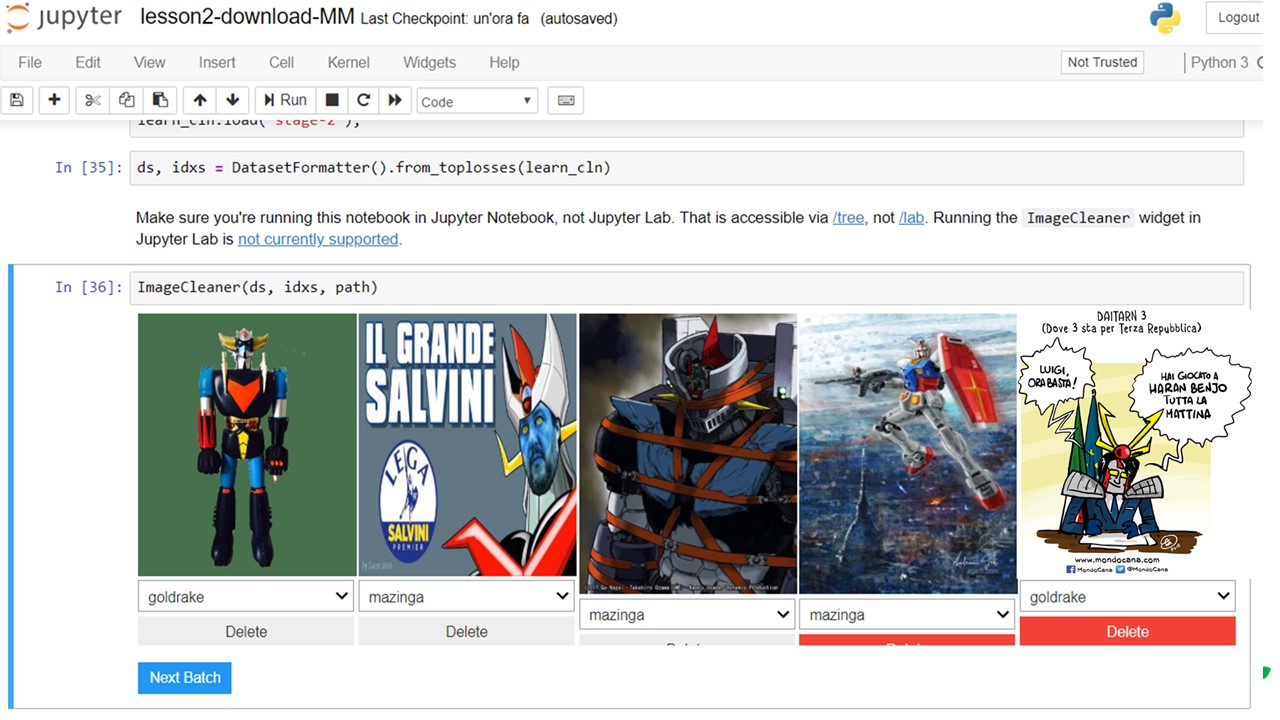 jupyter lesson2-download-MM Last Checkpoint: un'ora fa (autosaved)
Logout
File Edit View Insert Cell Kernel Widgets Help
Not Trusted
Python 3
Run
Code
learn_cln.load('stage-2');
In [35]: ds, idxs = DatasetFormatter().from_toplosses(learn_cln)
Make sure you're running this notebook in Jupyter Notebook, not Jupyter Lab. That is accessible via /tree, not /lab. Running the ImageCleaner widget in
Jupyter Lab is not currently supported.
In [36]: ImageCleaner(ds, idxs, path)
IL GRANDE
SALVINI
LEGA
SALVINI
PREMIER
DAITARN 3
(DOVE 3 STA PER TERZA REPUBBLICA)
LUIGI,
ORA BASTA!
HAI GIOCATO A
HARAN BENJO
TUTTA LA
MATTINA
www.mondocana.com
MondoCana @MondoCana
goldrake
mazinga
mazinga
mazinga
goldrake
Delete
Delete
Delete
Delete
Delete
Next Batch